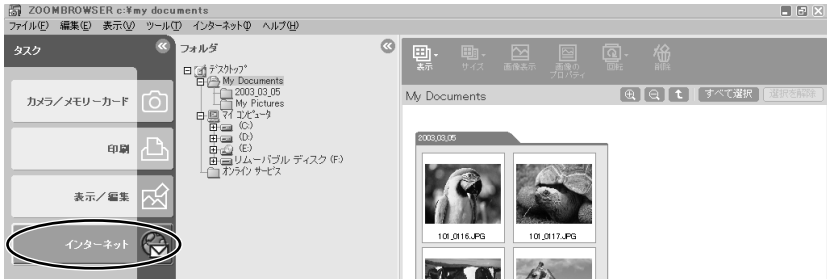 ZOOMBROWSER c:¥my documents
ファイル(F) 編集(E) 表示(V) ツール(T) インターネット(I) ヘルプ(H)
タスク
カメラ／メモリーカード
印刷
表示／編集
インターネット
フォルダ
デスクトップ
My Documents
2003_03_05
My Pictures
マイ コンピュータ
(C:)
(D:)
(E:)
リムーバブル ディスク (F:)
オンライン サービス
表示 サイズ 画像表示 画像のプロパティ 回転 削除
My Documents すべて選択 選択を解除
2003_03_05
101_0116.JPG 101_0117.JPG